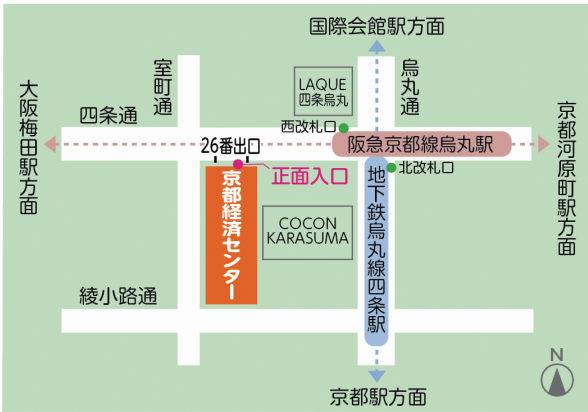 国際会館駅方面
室町通
烏丸通
LAQUE
四条烏丸
大阪梅田駅方面
四条通
西改札口
26番出口
阪急京都線烏丸駅
京都河原町駅方面
正面入口
北改札口
京都経済センター
COCON
KARASUMA
地下鉄烏丸線四条駅
綾小路通
京都駅方面
N